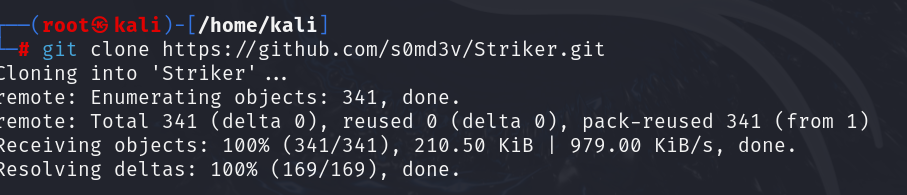 ┌──(root㉿kali)-[/home/kali]
└─# git clone https://github.com/s0md3v/Striker.git
Cloning into 'Striker'...
remote: Enumerating objects: 341, done.
remote: Total 341 (delta 0), reused 0 (delta 0), pack-reused 341 (from 1)
Receiving objects: 100% (341/341), 210.50 KiB | 979.00 KiB/s, done.
Resolving deltas: 100% (169/169), done.